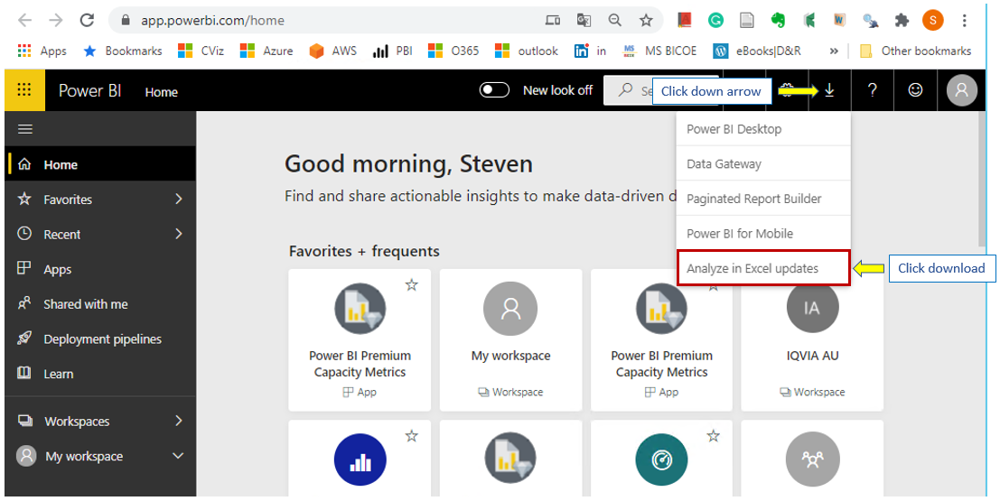 app.powerbi.com/home
S
Apps
Bookmarks
CViz
Azure
AWS
PBI
O365
outlook
in
MS BICOE
eBooks|D&R
»
Other bookmarks
Power BI
Home
New look off
Click down arrow
?
Home
Favorites
Recent
Apps
Shared with me
Deployment pipelines
Learn
Workspaces
My workspace
Good morning, Steven
Find and share actionable insights to make data-driven d
Power BI Desktop
Data Gateway
Paginated Report Builder
Power BI for Mobile
Analyze in Excel updates
Click download
Favorites + frequents
Power BI Premium
Capacity Metrics
App
My workspace
Workspace
Power BI Premium
Capacity Metrics
App
IA
IQVIA AU
Workspace